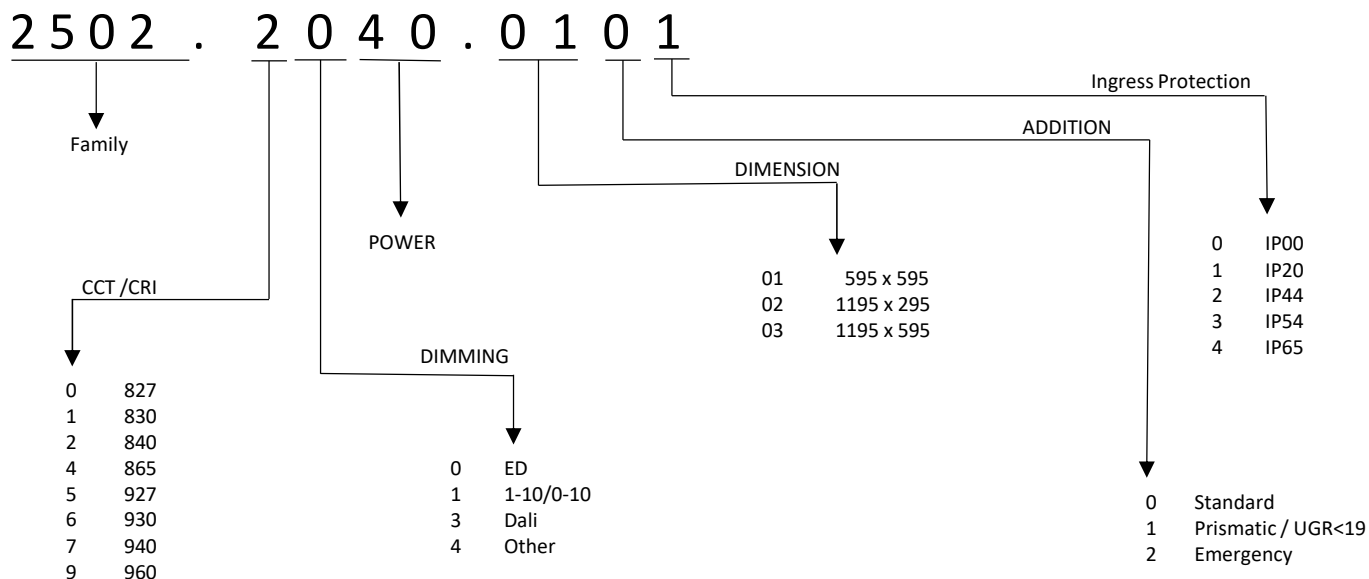 2502.2040.0101
Ingress Protection
ADDITION
Family
DIMENSION
POWER
0 IP00
1 IP20
2 IP44
3 IP54
4 IP65
01 595 x 595
02 1195 x 295
03 1195 x 595
CCT /CRI
DIMMING
0 827
1 830
2 840
4 865
5 927
6 930
7 940
9 960
0 ED
1 1-10/0-10
3 Dali
4 Other
0 Standard
1 Prismatic / UGR<19
2 Emergency